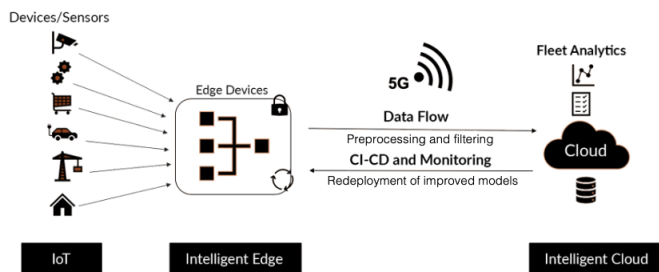 Devices/Sensors
Edge Devices
5G
Data Flow
Preprocessing and filtering
CI-CD and Monitoring
Redeployment of improved models
Fleet Analytics
Cloud
IoT
Intelligent Edge
Intelligent Cloud